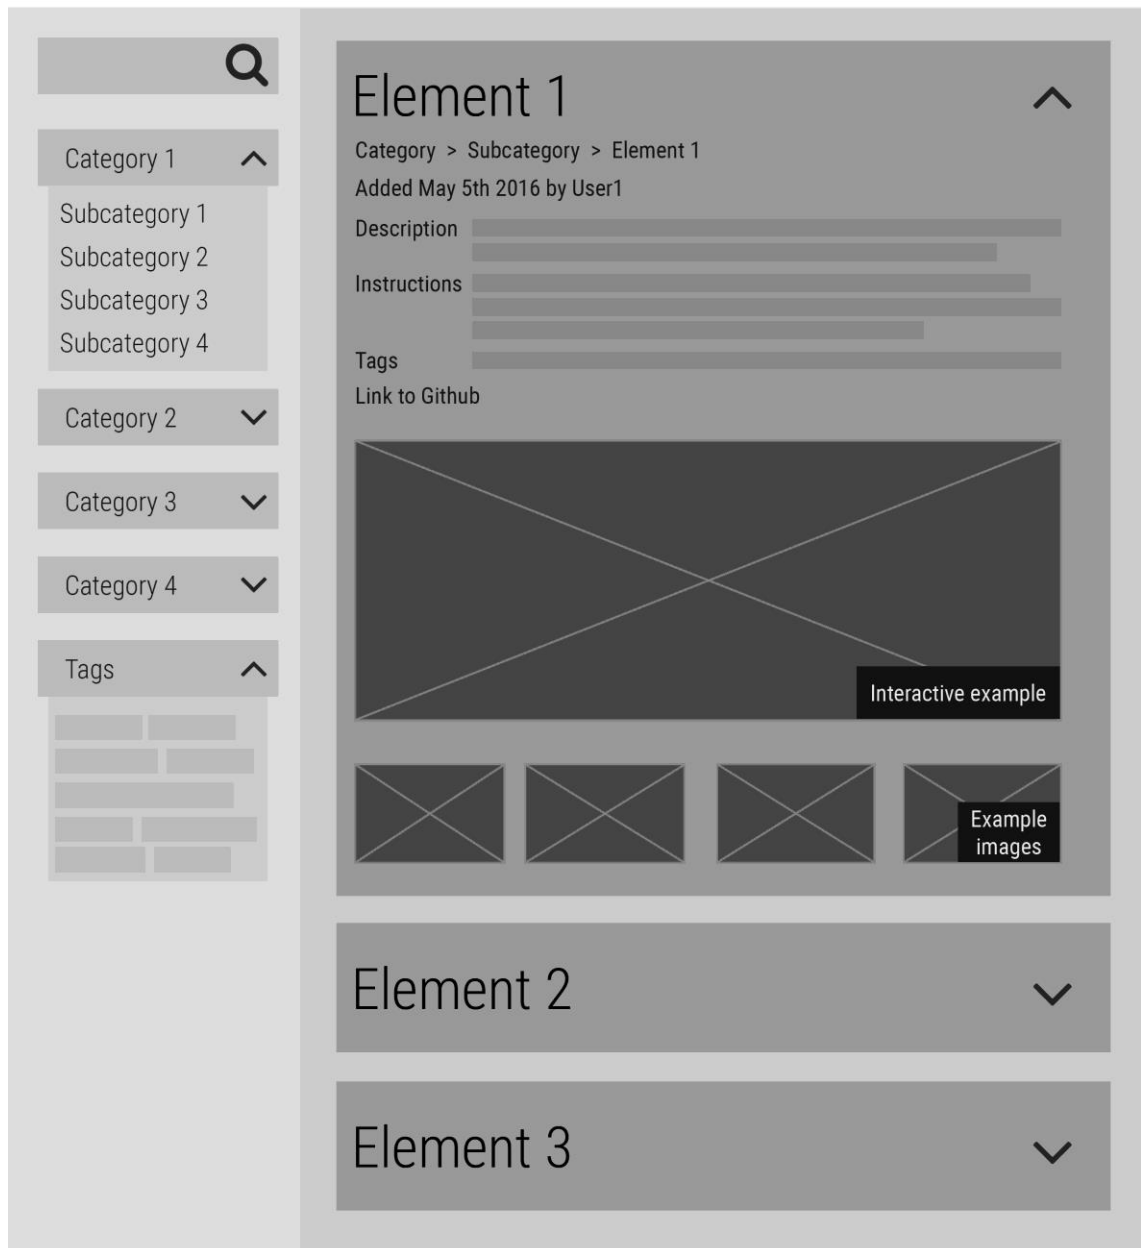 Category 1
Subcategory 1
Subcategory 2
Subcategory 3
Subcategory 4
Category 2
Category 3
Category 4
Tags
Element 1
Category > Subcategory > Element 1
Added May 5th 2016 by User1
Description
Instructions
Tags
Link to Github
Interactive example
Example
images
Element 2
Element 3